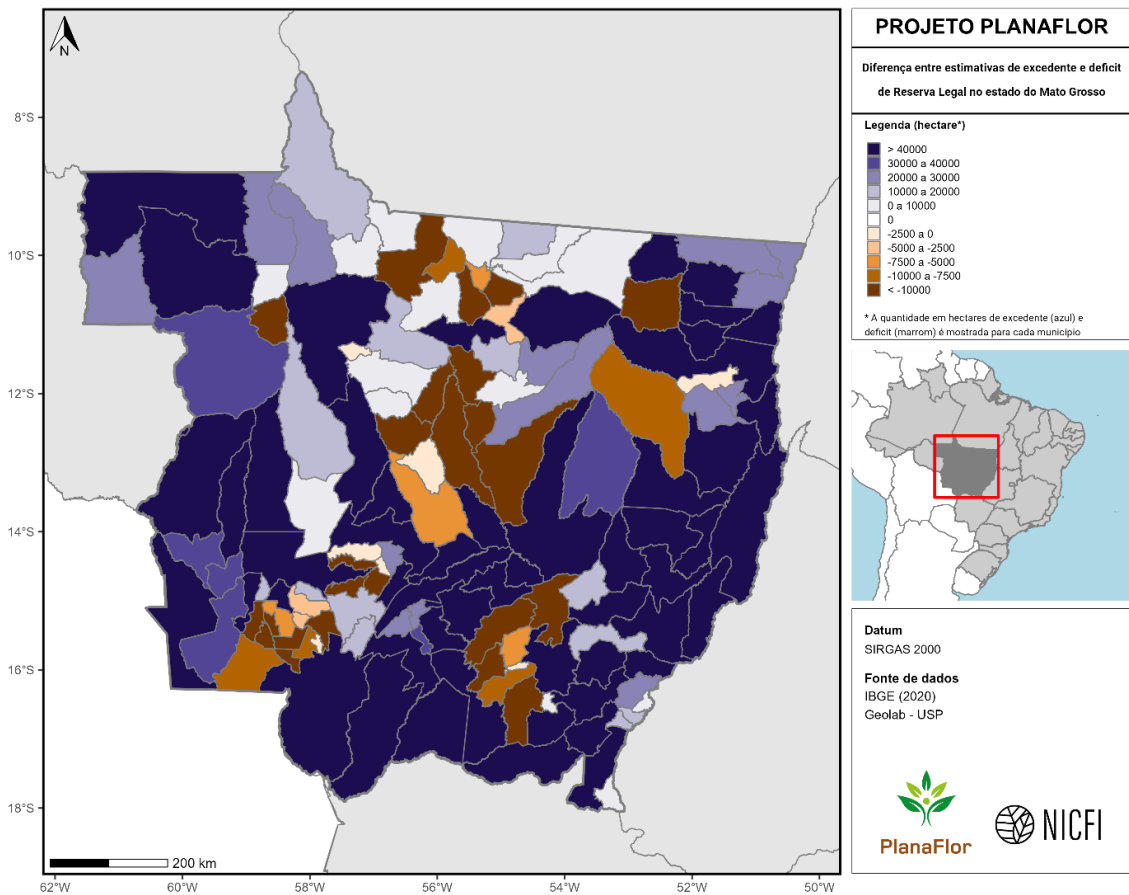 N
8°S
10°S
12°S
14°S
16°S
18°S
62°W
60°W
58°W
56°W
54°W
52°W
50°W
200 km
PROJETO PLANAFLOR
Diferença entre estimativas de excedente e deficit
de Reserva Legal no estado do Mato Grosso
Legenda (hectare*)
> 40000
30000 a 40000
20000 a 30000
10000 a 20000
0 a 10000
0
-2500 a 0
-5000 a -2500
-7500 a -5000
-10000 a -7500
< -10000
* A quantidade em hectares de excedente (azul) e
deficit (marrom) é mostrada para cada município
Datum
SIRGAS 2000
Fonte de dados
IBGE (2020)
Geolab - USP
PlanaFlor
NICFI